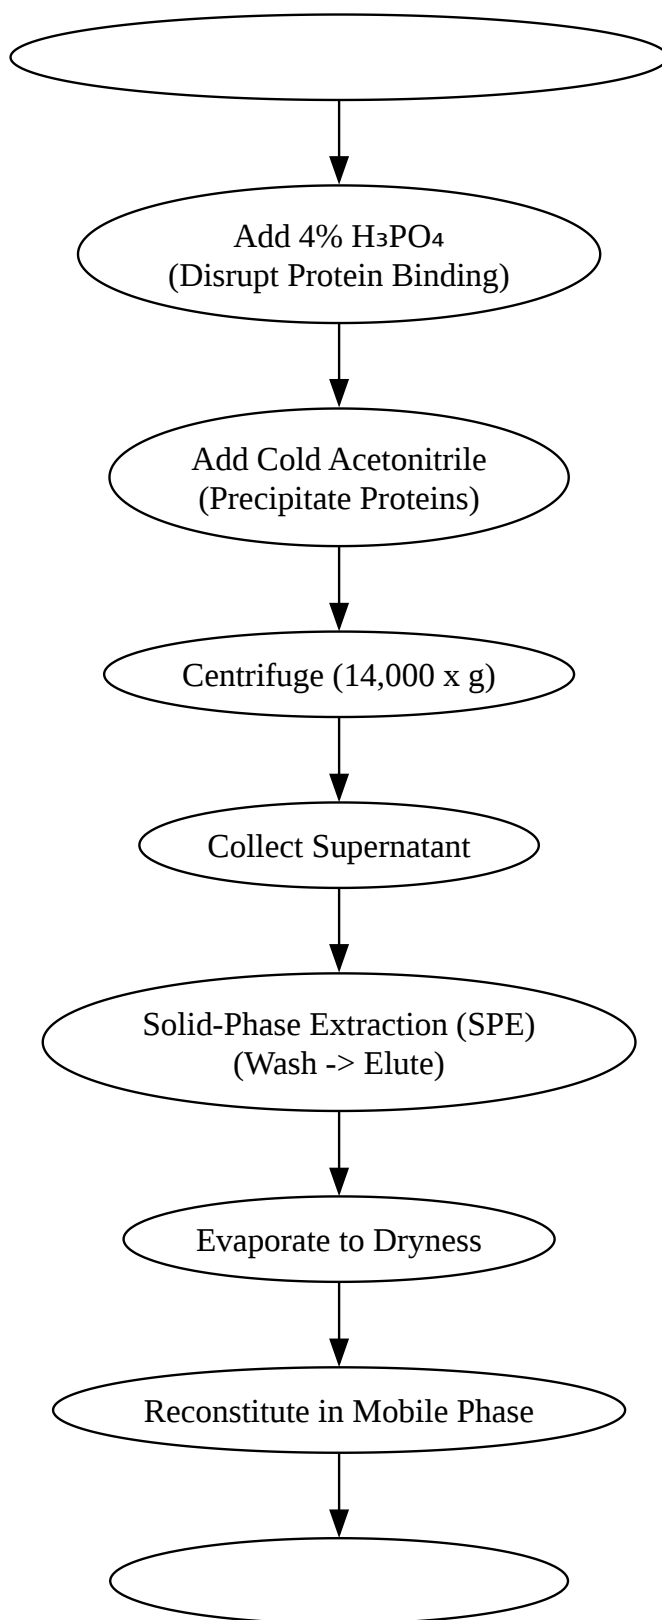 Add 4% H₃PO₄
(Disrupt Protein Binding)
Add Cold Acetonitrile
(Precipitate Proteins)
Centrifuge (14,000 x g)
Collect Supernatant
Solid-Phase Extraction (SPE)
(Wash -> Elute)
Evaporate to Dryness
Reconstitute in Mobile Phase